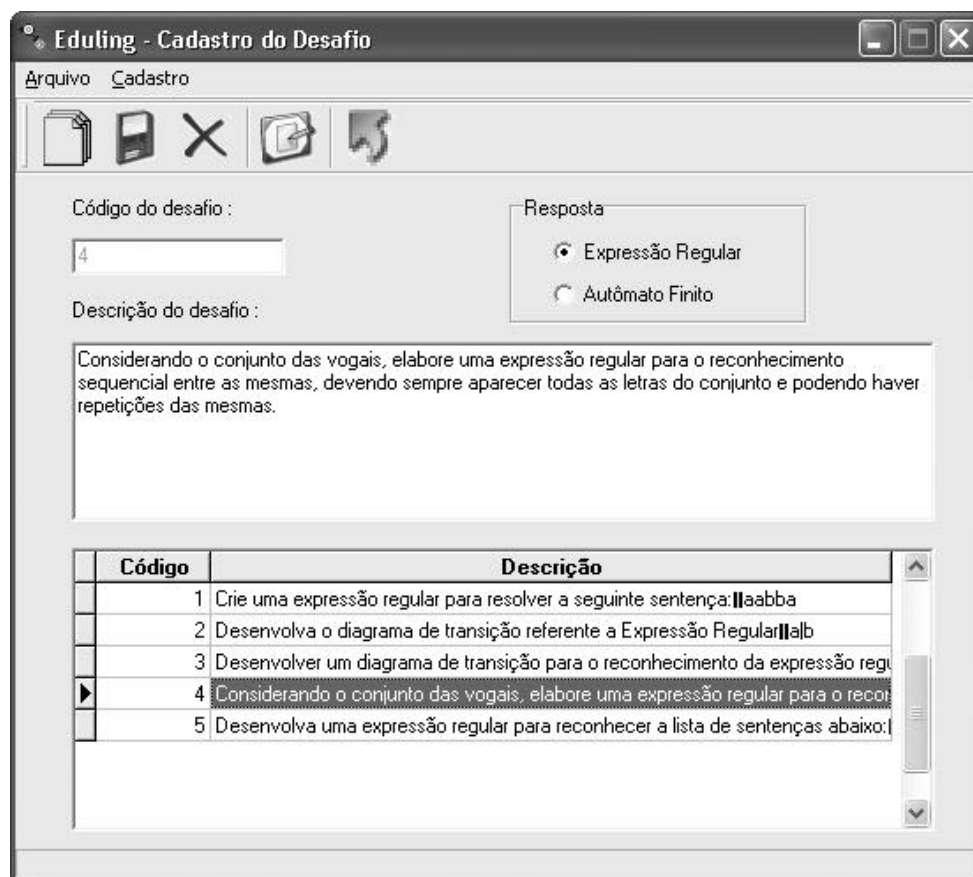 Eduling - Cadastro do Desafio
Arquivo Cadastro
Código do desafio :
4
Resposta
Expressão Regular
Autômato Finito
Descrição do desafio :
Considerando o conjunto das vogais, elabore uma expressão regular para o reconhecimento
sequencial entre as mesmas, devendo sempre aparecer todas as letras do conjunto e podendo haver
repetições das mesmas.
Código Descrição
1 Crie uma expressão regular para resolver a seguinte sentença:||aabba
2 Desenvolva o diagrama de transição referente a Expressão Regular||a|b
3 Desenvolver um diagrama de transição para o reconhecimento da expressão regu
4 Considerando o conjunto das vogais, elabore uma expressão regular para o recor
5 Desenvolva uma expressão regular para reconhecer a lista de sentenças abaixo:|